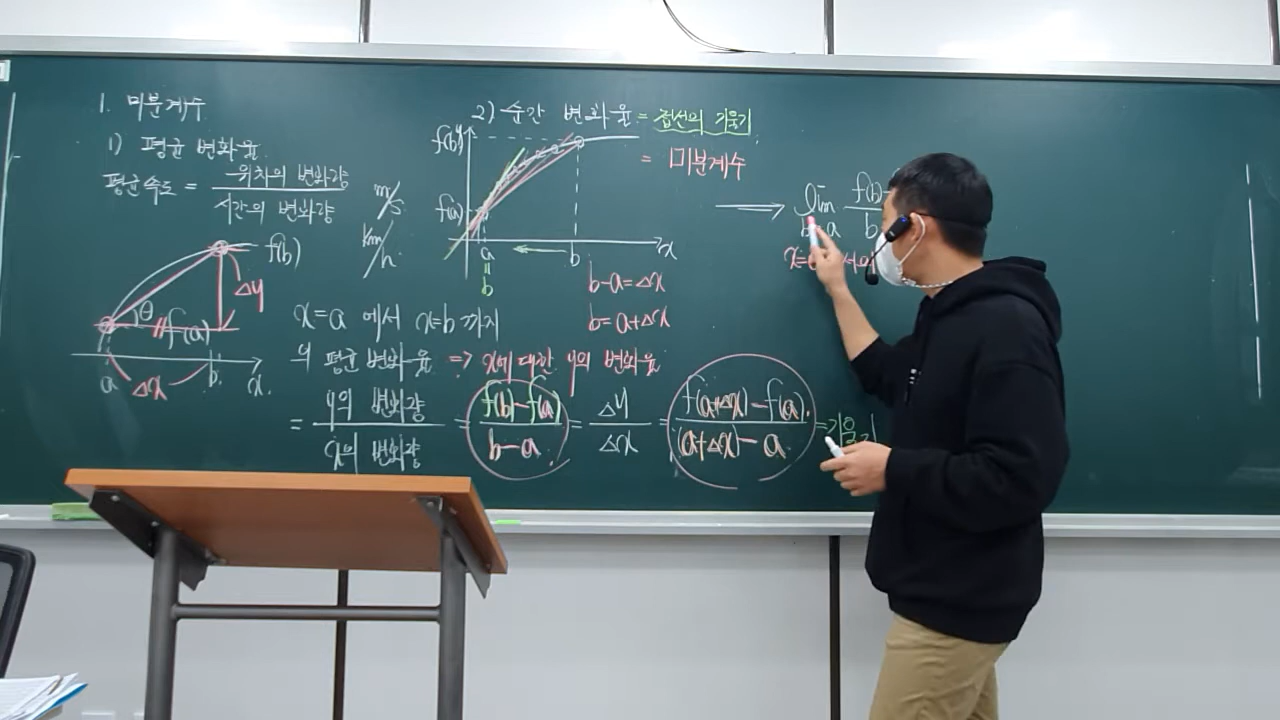 1. 미분계수
1) 평균 변화율
평균속도 = 위치의 변화량 / 시간의 변화량
m/s
km/h
f(b)
Δy
θ
f(a)
a Δx b x
2) 순간 변화율 = 접선의 기울기
= 미분계수
f(b) y
f(a)
a b x
=
b
b-a=Δx
b=a+Δx
x=a 에서 x=b 까지
의 평균 변화율 => x에 대한 y의 변화율
= y의 변화량 / x의 변화량 = f(b)-f(a) / b-a = Δy / Δx = f(a+Δx)-f(a) / (a+Δx)-a = 기울기
→ lim f(b)-
b a b
x=